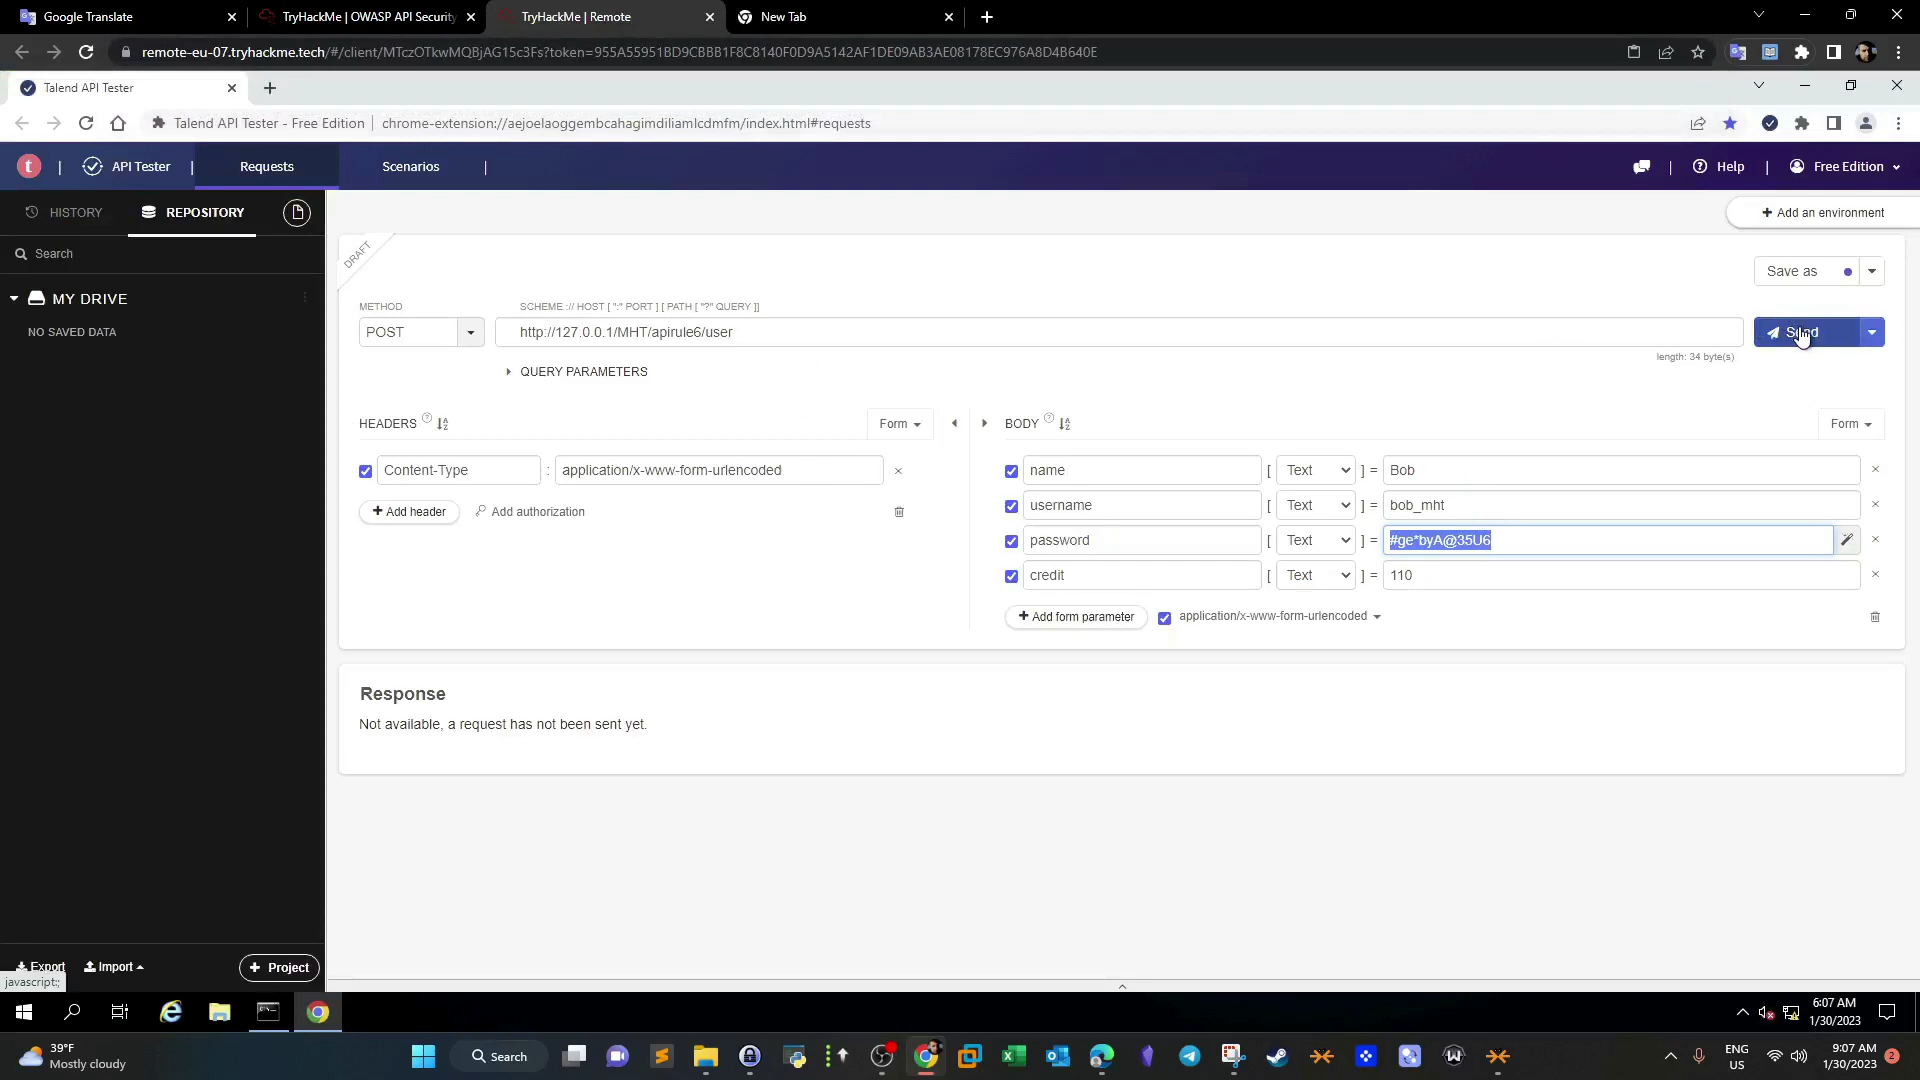 Google Translate
TryHackMe | OWASP API Security
TryHackMe | Remote
New Tab
remote-eu-07.tryhackme.tech/#/client/MTczOTkwMQBjAG15c3Fs?token=955A55951BD9CBBB1F8C8140F0D9A5142AF1DE09AB3AE08178EC976A8D4B640E
Talend API Tester
Talend API Tester - Free Edition | chrome-extension://aejoelaoggembcahagimdiliamlcdmfm/index.html#requests
t | API Tester | Requests Scenarios | Help | Free Edition
HISTORY REPOSITORY
+ Add an environment
Search
DRAFT
Save as
MY DRIVE
METHOD SCHEME :// HOST [ ":" PORT ] [ PATH [ "?" QUERY ]]
NO SAVED DATA
POST http://127.0.0.1/MHT/apirule6/user Send
length: 34 byte(s)
QUERY PARAMETERS
HEADERS ? Form BODY ? Form
Content-Type : application/x-www-form-urlencoded × name [ Text ] = Bob ×
+ Add header Add authorization username [ Text ] = bob_mht ×
password [ Text ] = #ge*byA@35U6 ×
credit [ Text ] = 110 ×
+ Add form parameter application/x-www-form-urlencoded
Response
Not available, a request has not been sent yet.
Export Import + Project
javascript:;
6:07 AM
1/30/2023
39°F
Mostly cloudy
Search
ENG
US
9:07 AM
1/30/2023
2